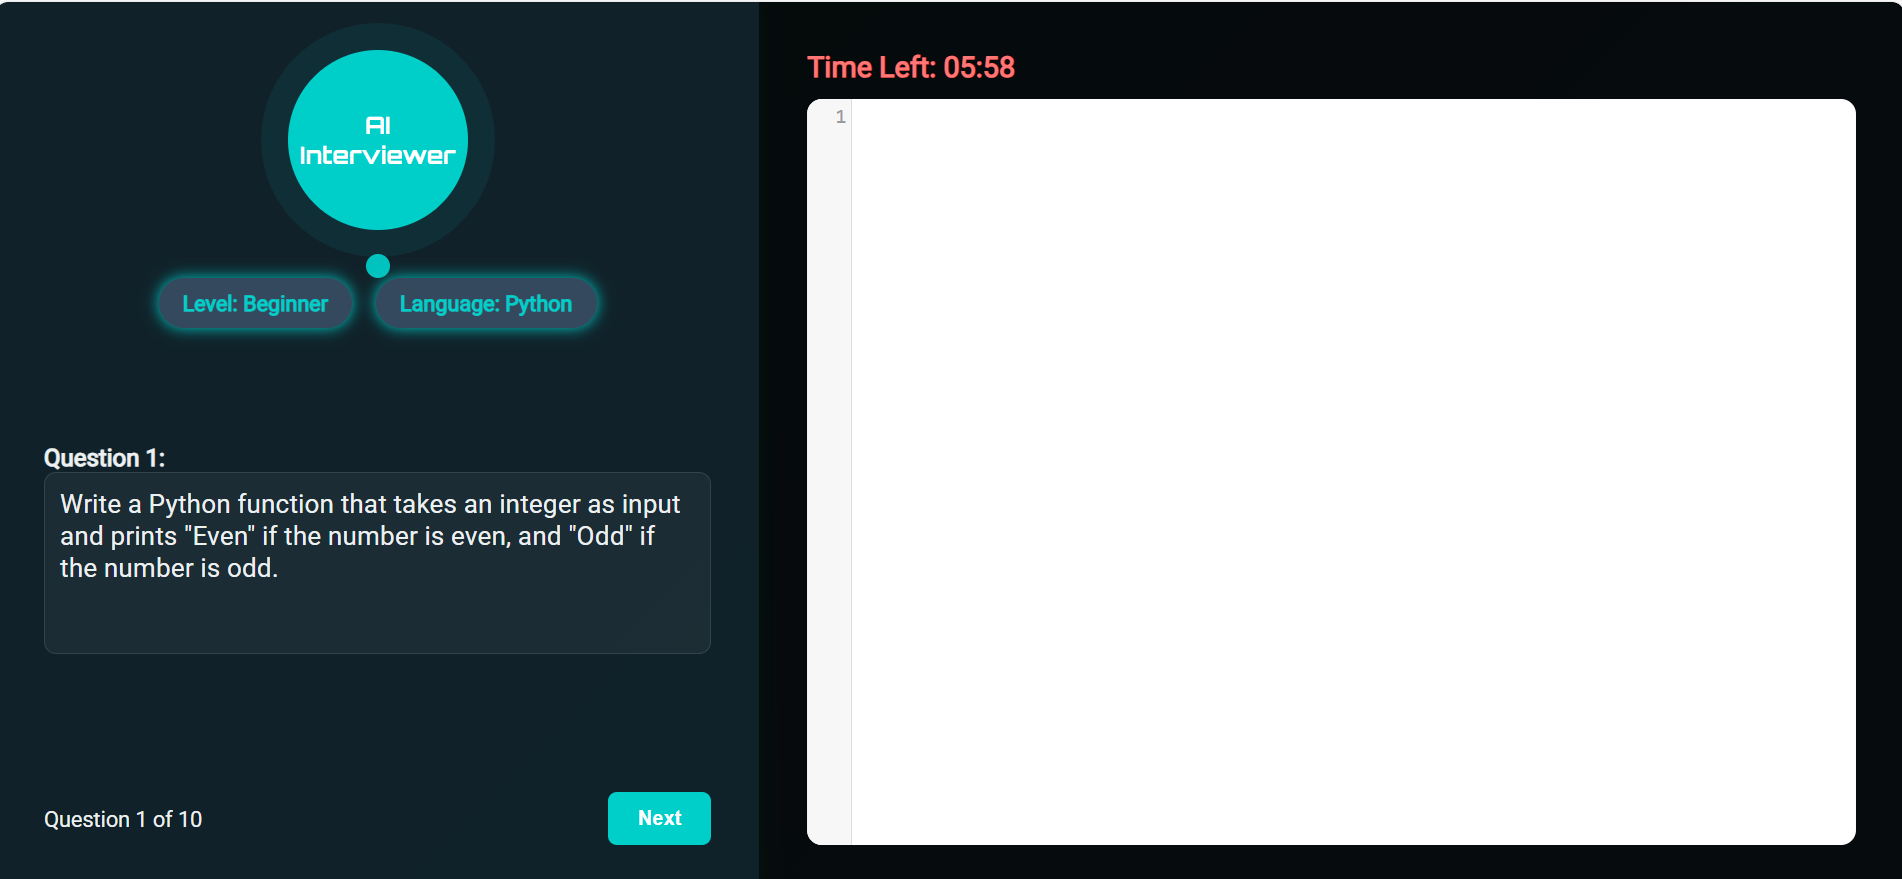 AI
Interviewer
Level: Beginner
Language: Python
Question 1:
Write a Python function that takes an integer as input
and prints "Even" if the number is even, and "Odd" if
the number is odd.
Question 1 of 10
Next
Time Left: 05:58
1